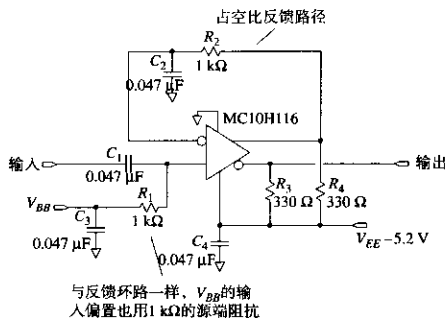 占空比反馈路径
R2
C2
1 kΩ
0.047 μF
MC10H116
输入
C1
0.047 μF
输出
R1
R3
R4
VBB
C3
1 kΩ
330 Ω
330 Ω
C4
VEE-5.2 V
0.047 μF
0.047 μF
与反馈环路一样，VBB的输
入偏置也用1 kΩ的源端阻抗